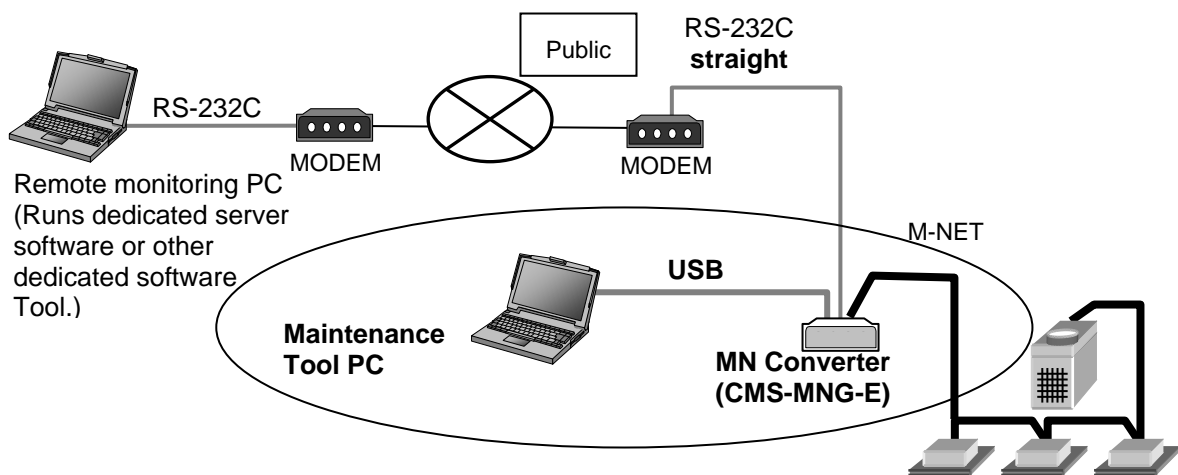 Public
RS-232C
straight
RS-232C
MODEM
MODEM
Remote monitoring PC
(Runs dedicated server
software or other
dedicated software
Tool.)
M-NET
USB
Maintenance
Tool PC
MN Converter
(CMS-MNG-E)